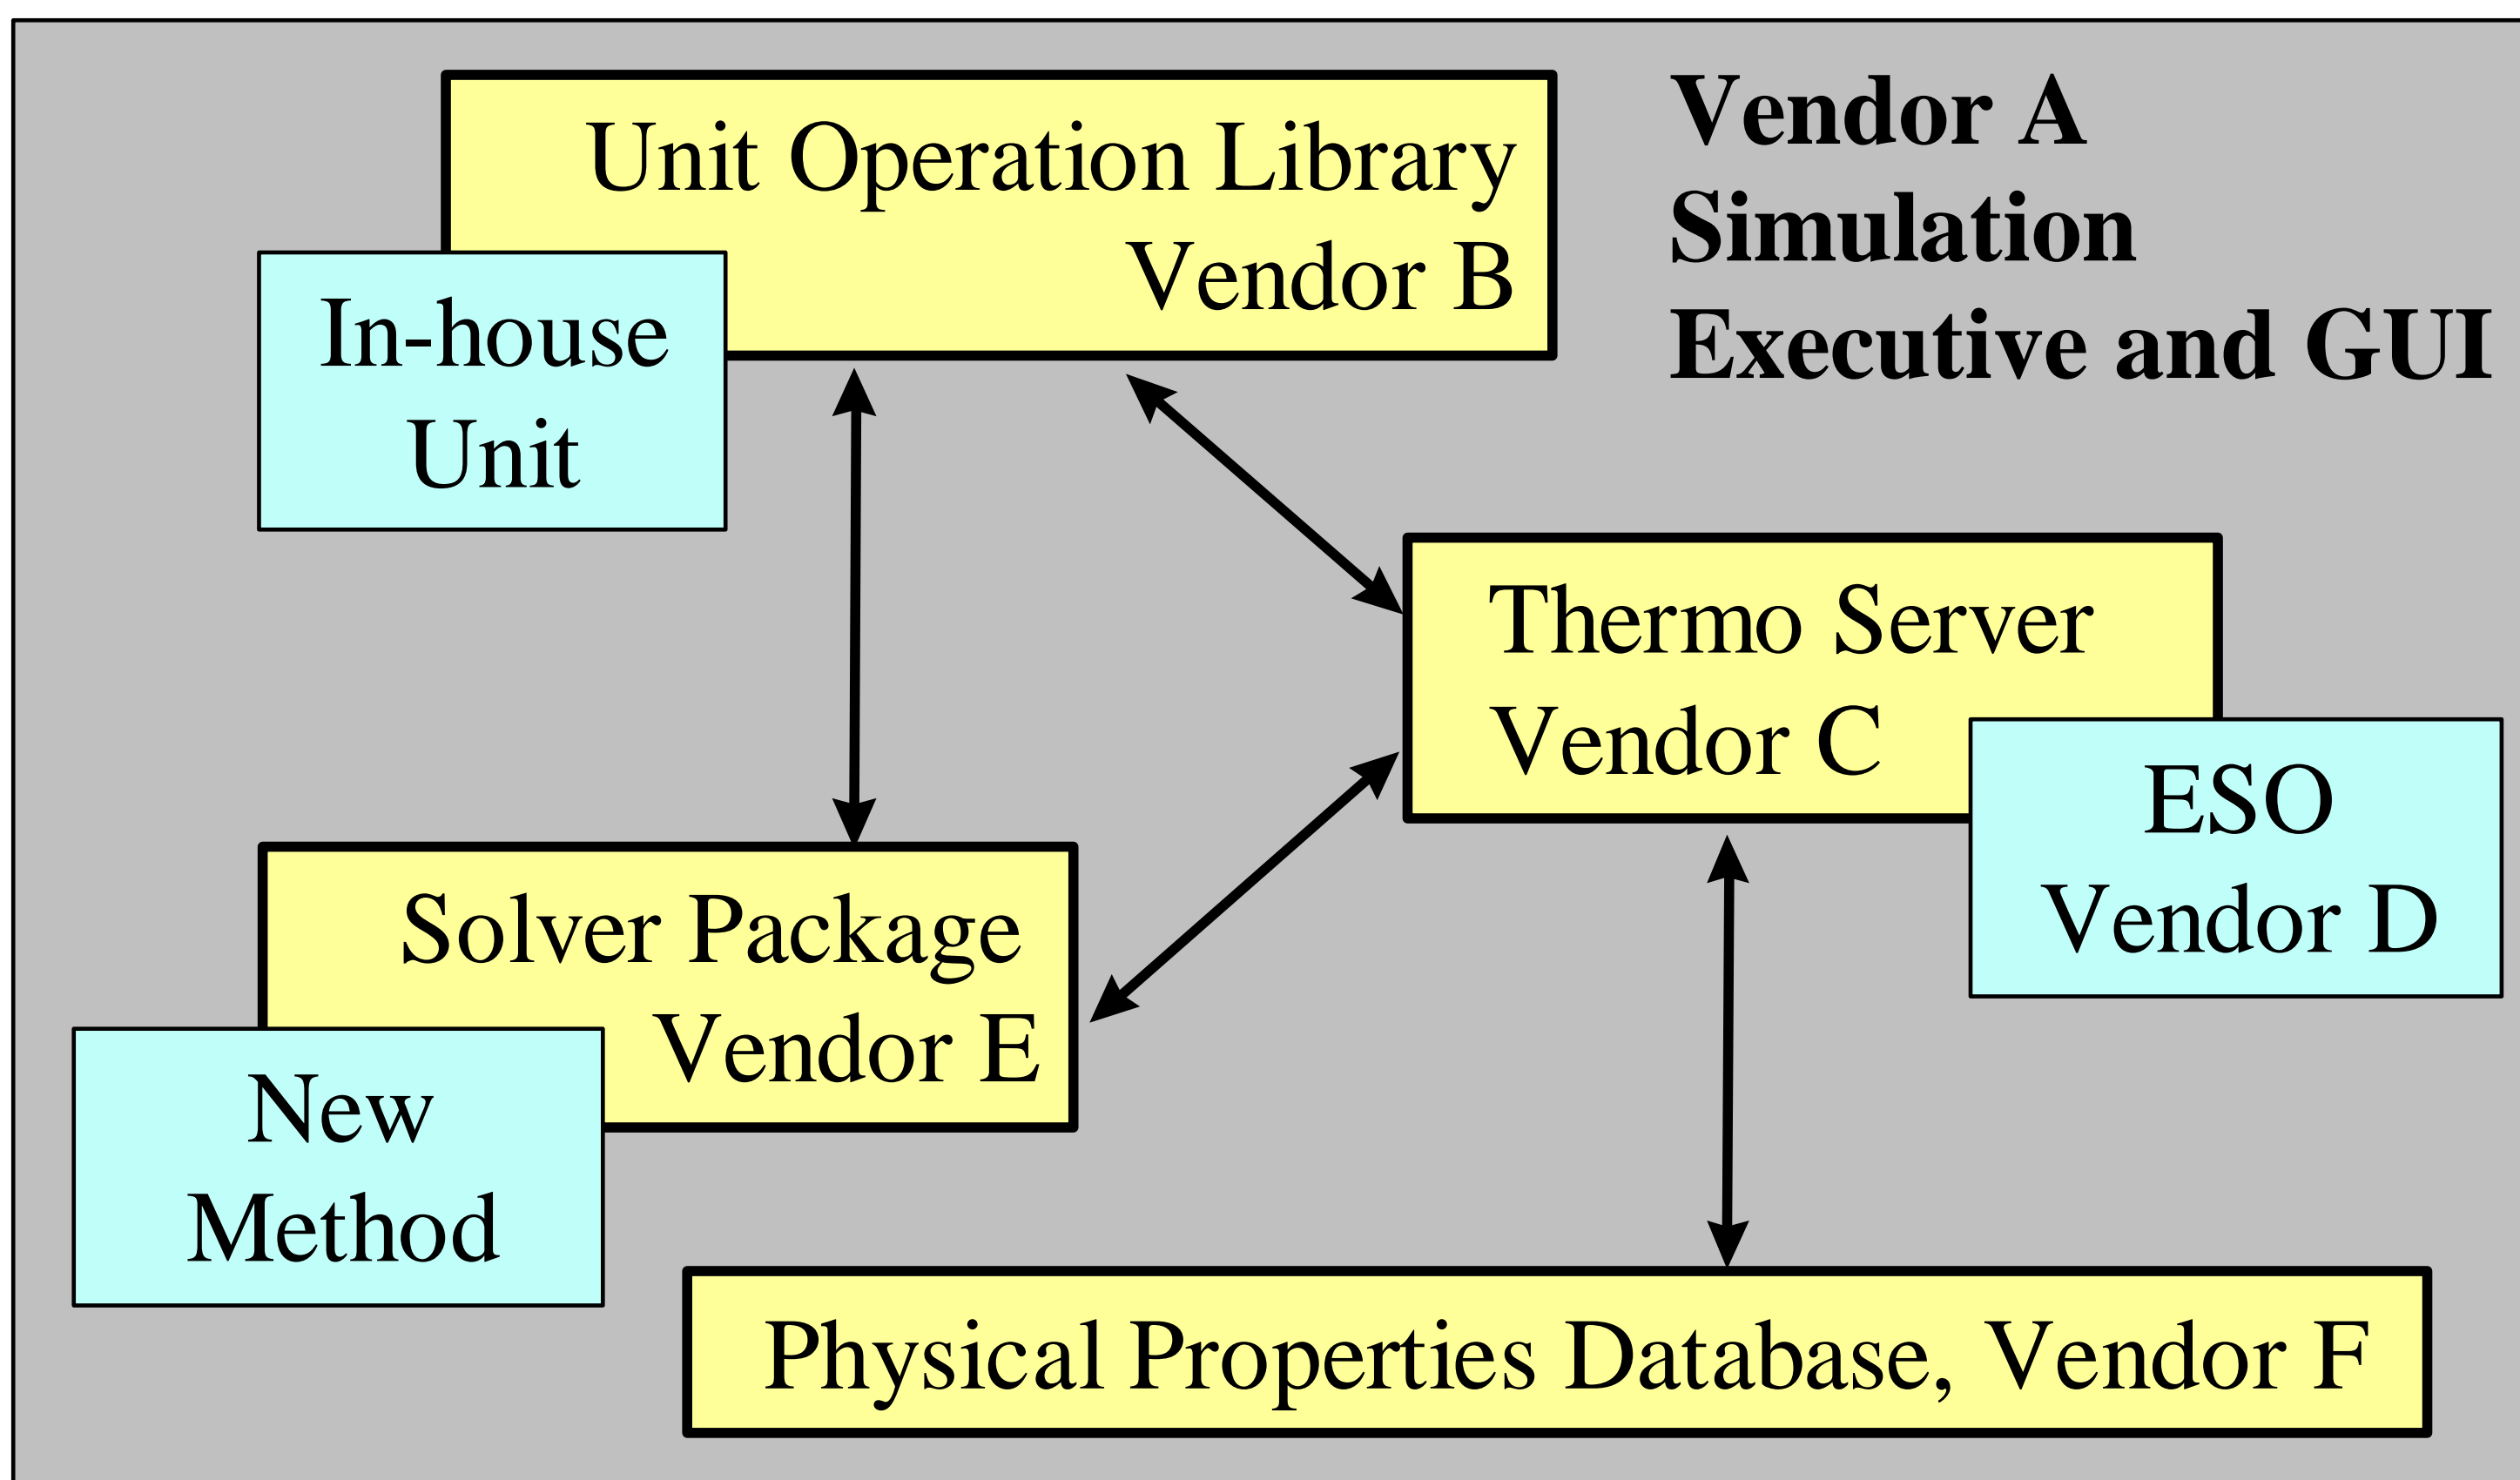 Unit Operation Library
Vendor B
Vendor A
Simulation
Executive and GUI
In-house
Unit
Thermo Server
Vendor C
ESO
Vendor D
Solver Package
Vendor E
New
Method
Physical Properties Database, Vendor F